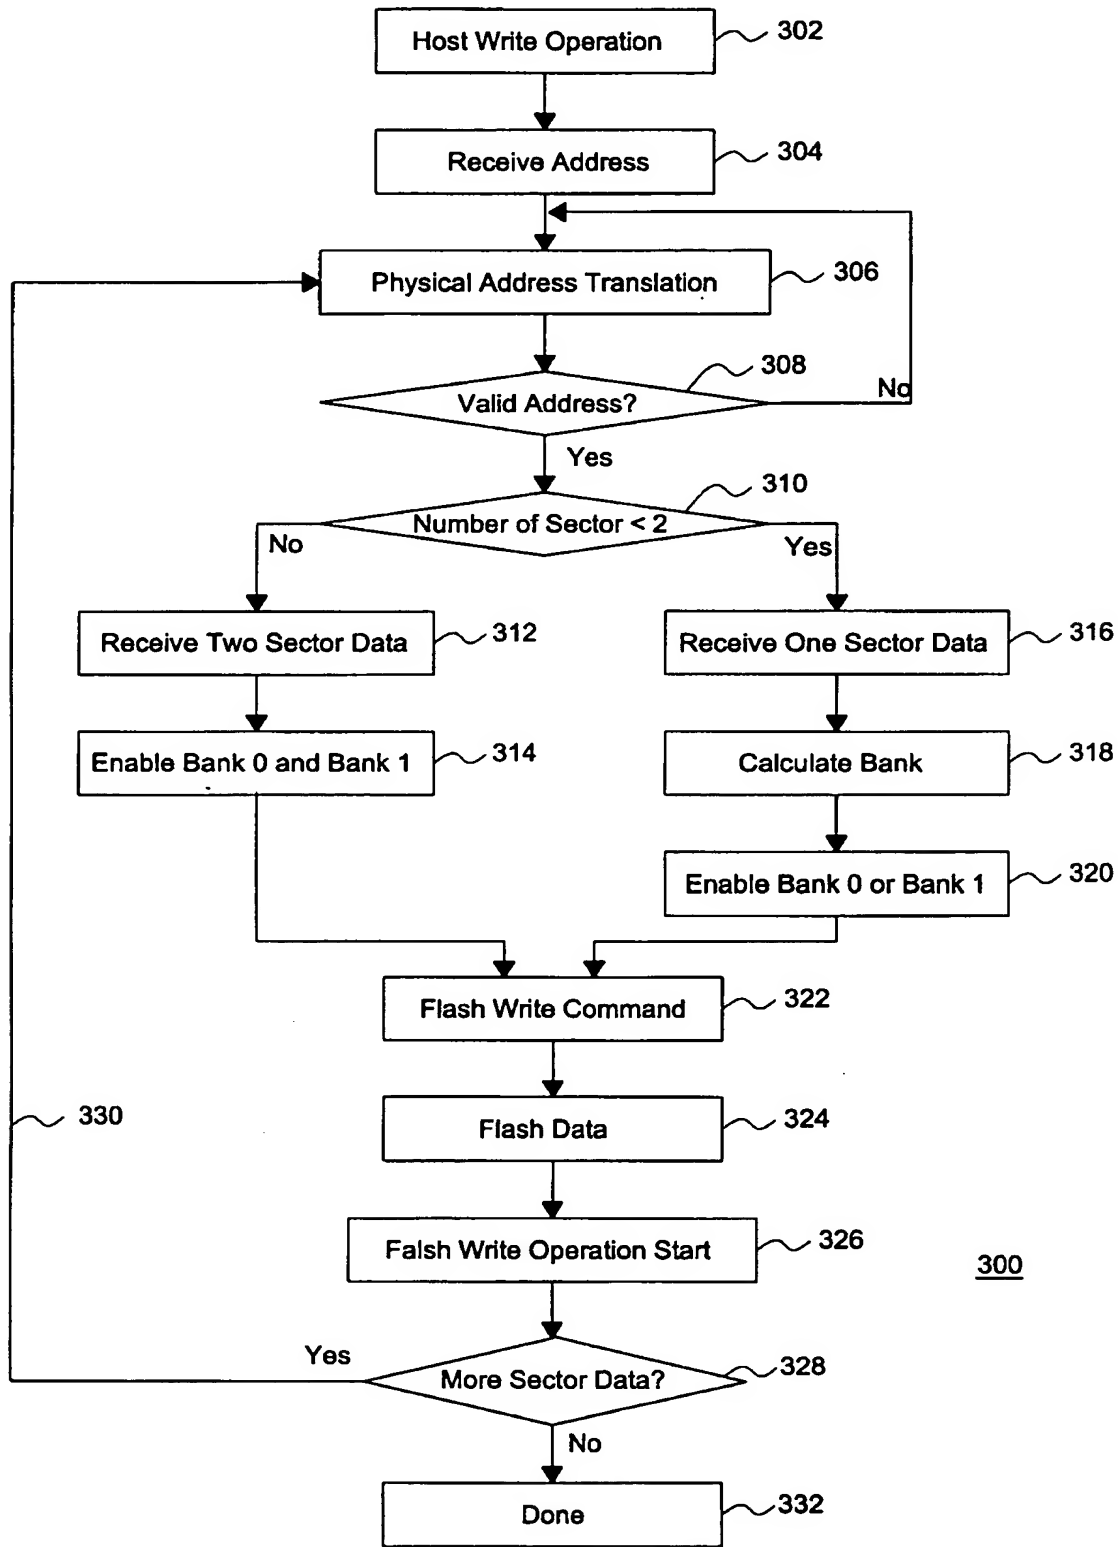 Host Write Operation 302
Receive Address 304
Physical Address Translation 306
308
Valid Address? No
Yes
310
Number of Sector < 2
No Yes
Receive Two Sector Data 312 Receive One Sector Data 316
Enable Bank 0 and Bank 1 314 Calculate Bank 318
Enable Bank 0 or Bank 1 320
Flash Write Command 322
330 Flash Data 324
Falsh Write Operation Start 326
300
Yes More Sector Data? 328
No
Done 332